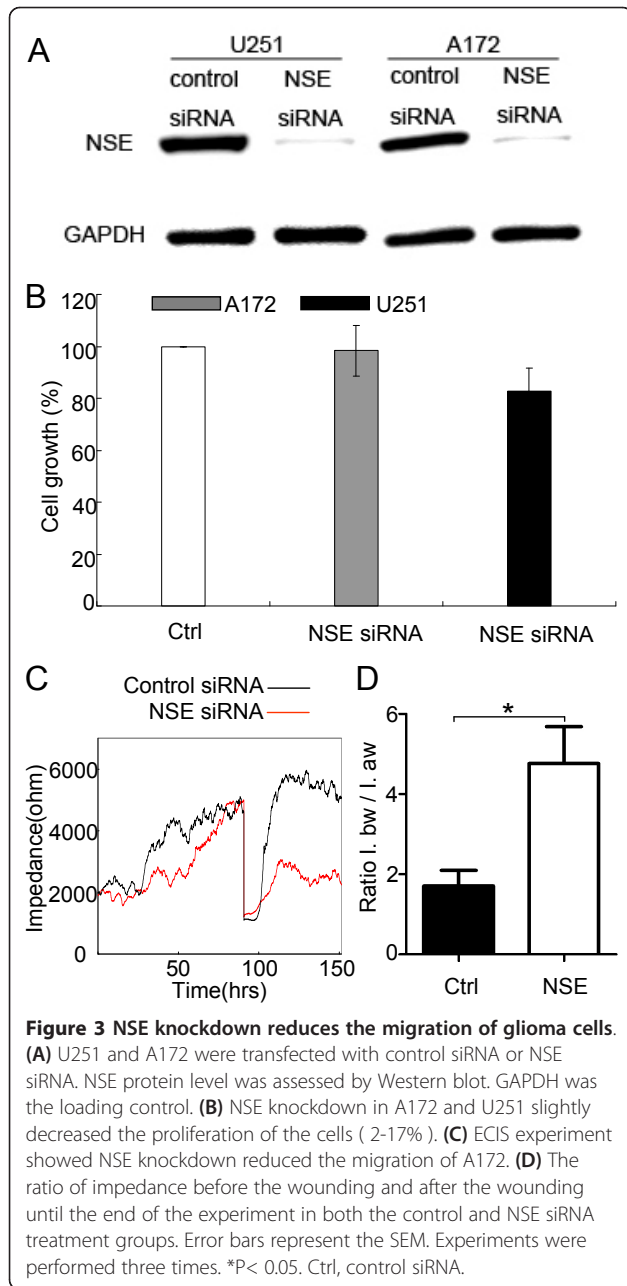 A
U251 A172
control NSE control NSE
siRNA siRNA siRNA siRNA
NSE
GAPDH
B
120
100
80
60
40
20
0
Cell growth (%)
A172 U251
Ctrl NSE siRNA NSE siRNA
C
Control siRNA
NSE siRNA
6000
4000
2000
0
Impedance(ohm)
50 100 150
Time(hrs)
D
*
6
4
2
0
Ratio I. bw / I. aw
Ctrl NSE
Figure 3 NSE knockdown reduces the migration of glioma cells.
(A) U251 and A172 were transfected with control siRNA or NSE
siRNA. NSE protein level was assessed by Western blot. GAPDH was
the loading control. (B) NSE knockdown in A172 and U251 slightly
decreased the proliferation of the cells ( 2-17% ). (C) ECIS experiment
showed NSE knockdown reduced the migration of A172. (D) The
ratio of impedance before the wounding and after the wounding
until the end of the experiment in both the control and NSE siRNA
treatment groups. Error bars represent the SEM. Experiments were
performed three times. *P< 0.05. Ctrl, control siRNA.